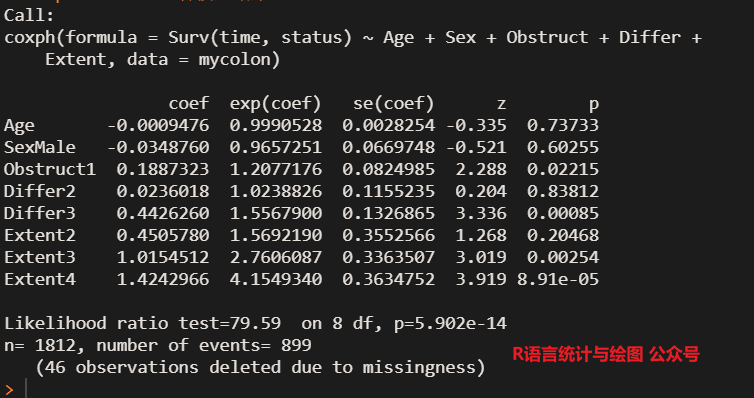 Call:
coxph(formula = Surv(time, status) ~ Age + Sex + Obstruct + Differ +
    Extent, data = mycolon)
                coef  exp(coef)   se(coef)      z        p
Age       -0.0009476  0.9990528  0.0028254 -0.335  0.73733
SexMale   -0.0348760  0.9657251  0.0669748 -0.521  0.60255
Obstruct1  0.1887323  1.2077176  0.0824985  2.288  0.02215
Differ2    0.0236018  1.0238826  0.1155235  0.204  0.83812
Differ3    0.4426260  1.5567900  0.1326865  3.336  0.00085
Extent2    0.4505780  1.5692190  0.3552566  1.268  0.20468
Extent3    1.0154512  2.7606087  0.3363507  3.019  0.00254
Extent4    1.4242966  4.1549340  0.3634752  3.919 8.91e-05
Likelihood ratio test=79.59  on 8 df, p=5.902e-14
n= 1812, number of events= 899
   (46 observations deleted due to missingness)
R语言统计与绘图 公众号
>